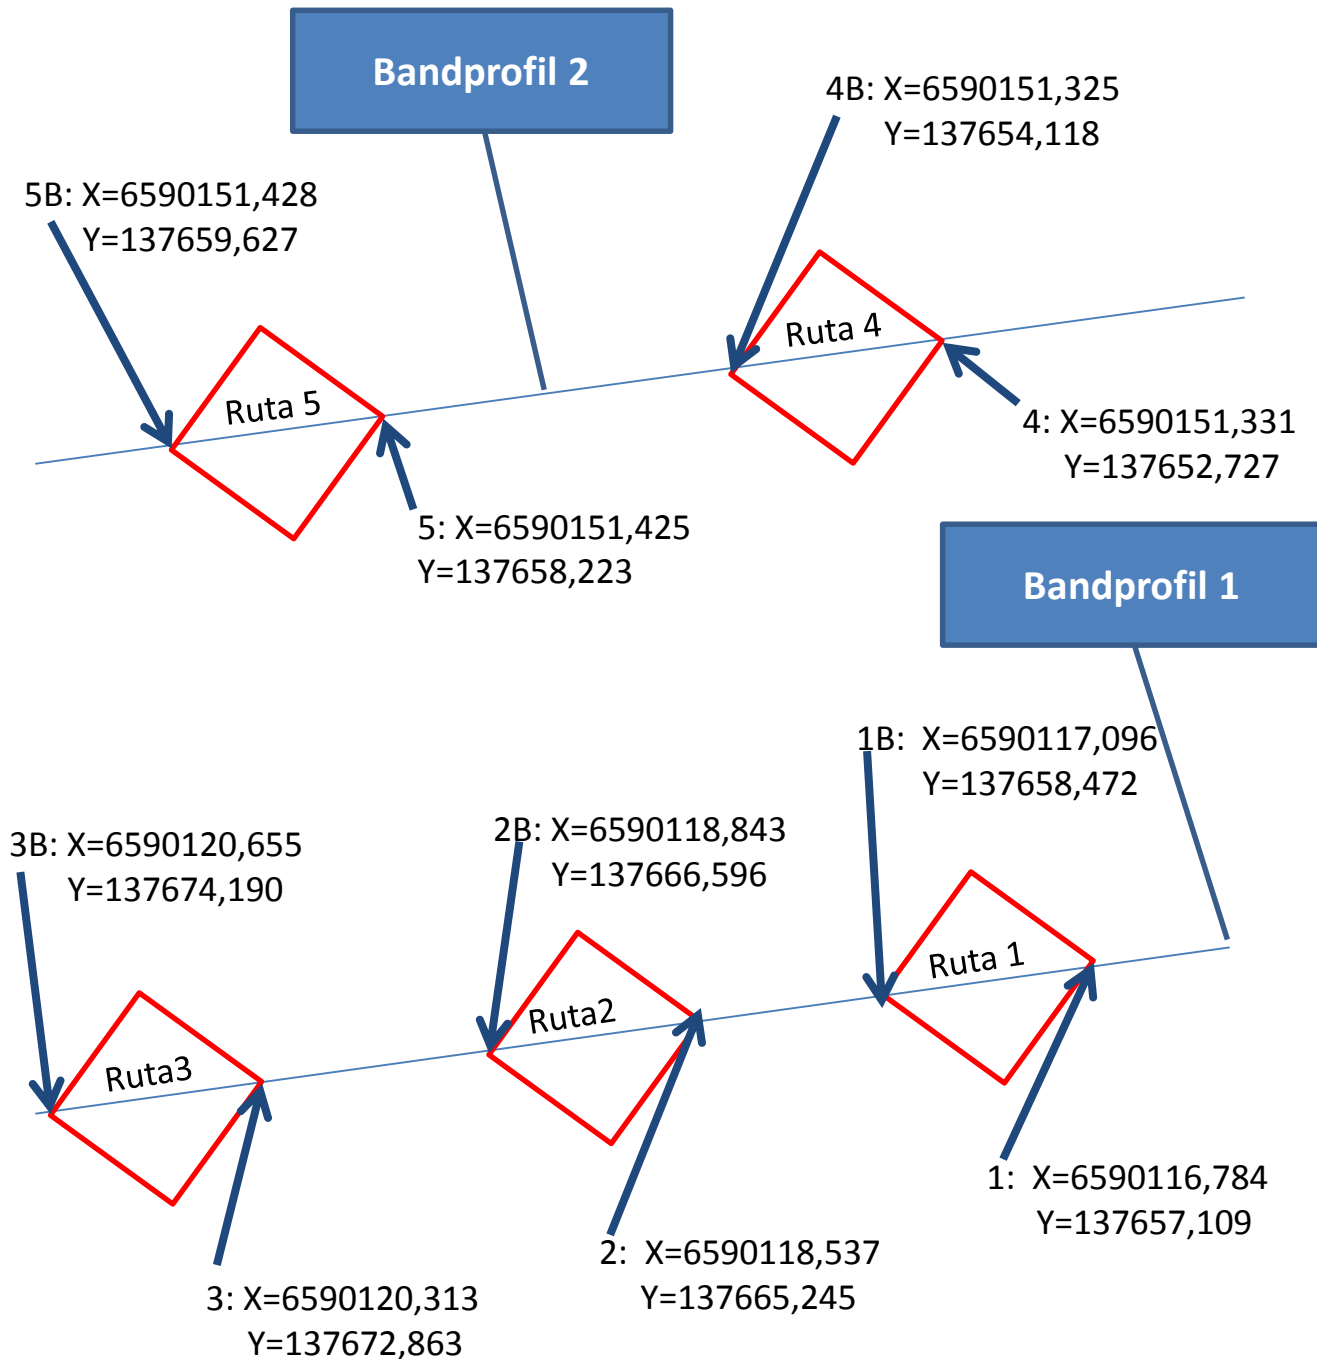 Bandprofil 2
4B: X=6590151,325
Y=137654,118
5B: X=6590151,428
Y=137659,627
Ruta 4
Ruta 5
4: X=6590151,331
Y=137652,727
5: X=6590151,425
Y=137658,223
Bandprofil 1
1B: X=6590117,096
Y=137658,472
2B: X=6590118,843
Y=137666,596
3B: X=6590120,655
Y=137674,190
Ruta 1
Ruta2
Ruta3
1: X=6590116,784
Y=137657,109
2: X=6590118,537
Y=137665,245
3: X=6590120,313
Y=137672,863